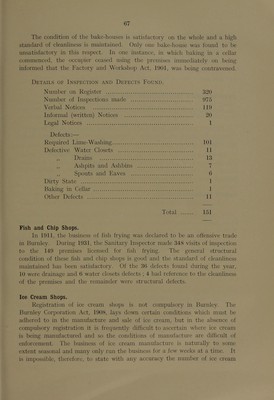 67
The condition of the bake-houses is satisfactory on the whole and a high
standard of cleanliness is maintained. Only one bake-house was found to be
unsatisfactory in this respect. In one instance, in which baking in a cellar
commenced, the occupier ceased using the premises immediately on being
informed that the Factory and Workshop Act, 1901, was being contravened.
DETAILS OF INSPECTION AND DEFECTS FOUND:
Number on Register 320
Number of Inspections made 675
Verbal Notices 119
Informal (written) Notices 20
Legal Notices 1
Defects:—
Required Lime-Washing 101
Defective Water Closets 11
,, Drains 13
,, Ashpits and Ashbins 7
,, Spouts and Eaves 6
Dirty State 1
Baking in Cellar 1
Other Defects 11
Total 151
Fish and Chip Shops.
In 1911, the business of fish frying was declared to be an offensive trade
in Burnley. During 1931, the Sanitary Inspector made 348 visits of inspection
to the 149 premises licensed for fish frying. The general structural
condition of these fish and chip shops is good and the standard of cleanliness
maintained has been satisfactory. Of the 36 defects found during the year,
10 were drainage and 6 water closets defects; 4 had reference to the cleanliness
of the premises and the remainder were structural defects.
Ice Cream Shops.
Registration of ice cream shops is not compulsory in Burnley. The
Burnley Corporation Act, 1908, lays down certain conditions which must be
adhered to in the manufacture and sale of ice cream, but in the absence of
compulsory registration it is frequently difficult to ascertain where ice cream
is being manufactured and so the conditions of manufacture are difficult of
enforcement. The business of ice cream manufacture is naturally to some
extent seasonal and many only run the business for a few weeks at a time. It
is impossible, therefore, to state with any accuracy the number of ice cream